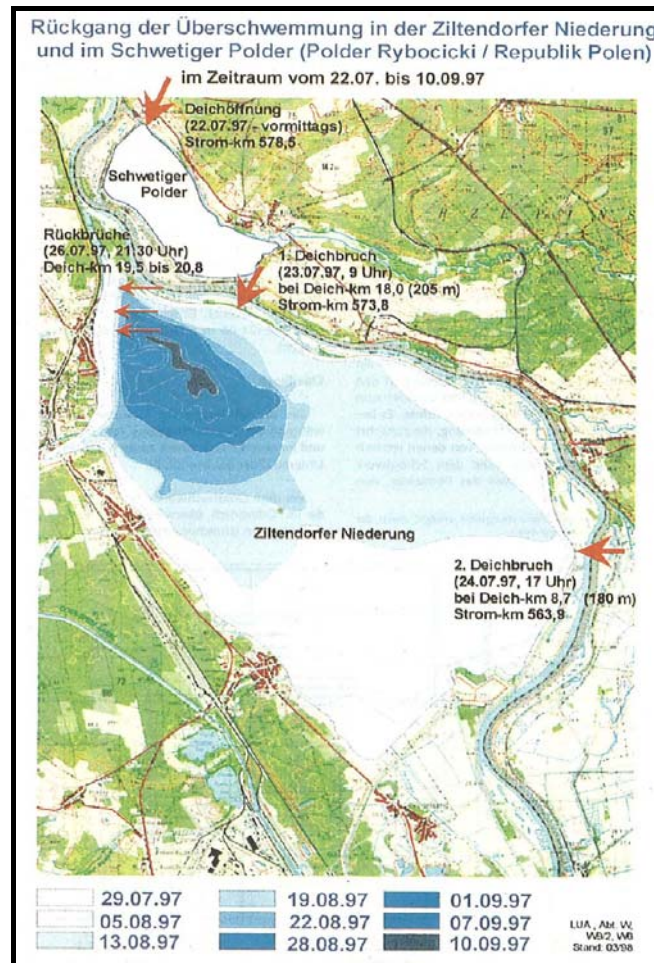 Rückgang der Überschwemmung in der Ziltendorfer Niederung
und im Schwetiger Polder (Polder Rybocicki / Republik Polen)
im Zeitraum vom 22.07. bis 10.09.97
Deichöffnung
(22.07.97 - vormittags)
Strom-km 578,5
Schwetiger
Polder
Rückbrüche
(26.07.97, 21.30 Uhr)
Deich-km 19,5 bis 20,8
1. Deichbruch
(23.07.97, 9 Uhr)
bei Deich-km 18,0 (205 m)
Strom-km 573,8
Ziltendorfer Niederung
2. Deichbruch
(24.07.97, 17 Uhr)
bei Deich-km 8,7 (180 m)
Strom-km 563,9
29.07.97
05.08.97
13.08.97
19.08.97
22.08.97
28.08.97
01.09.97
07.09.97
10.09.97
LUA, Abt. W,
W9/2, W6
Stand: 03/98